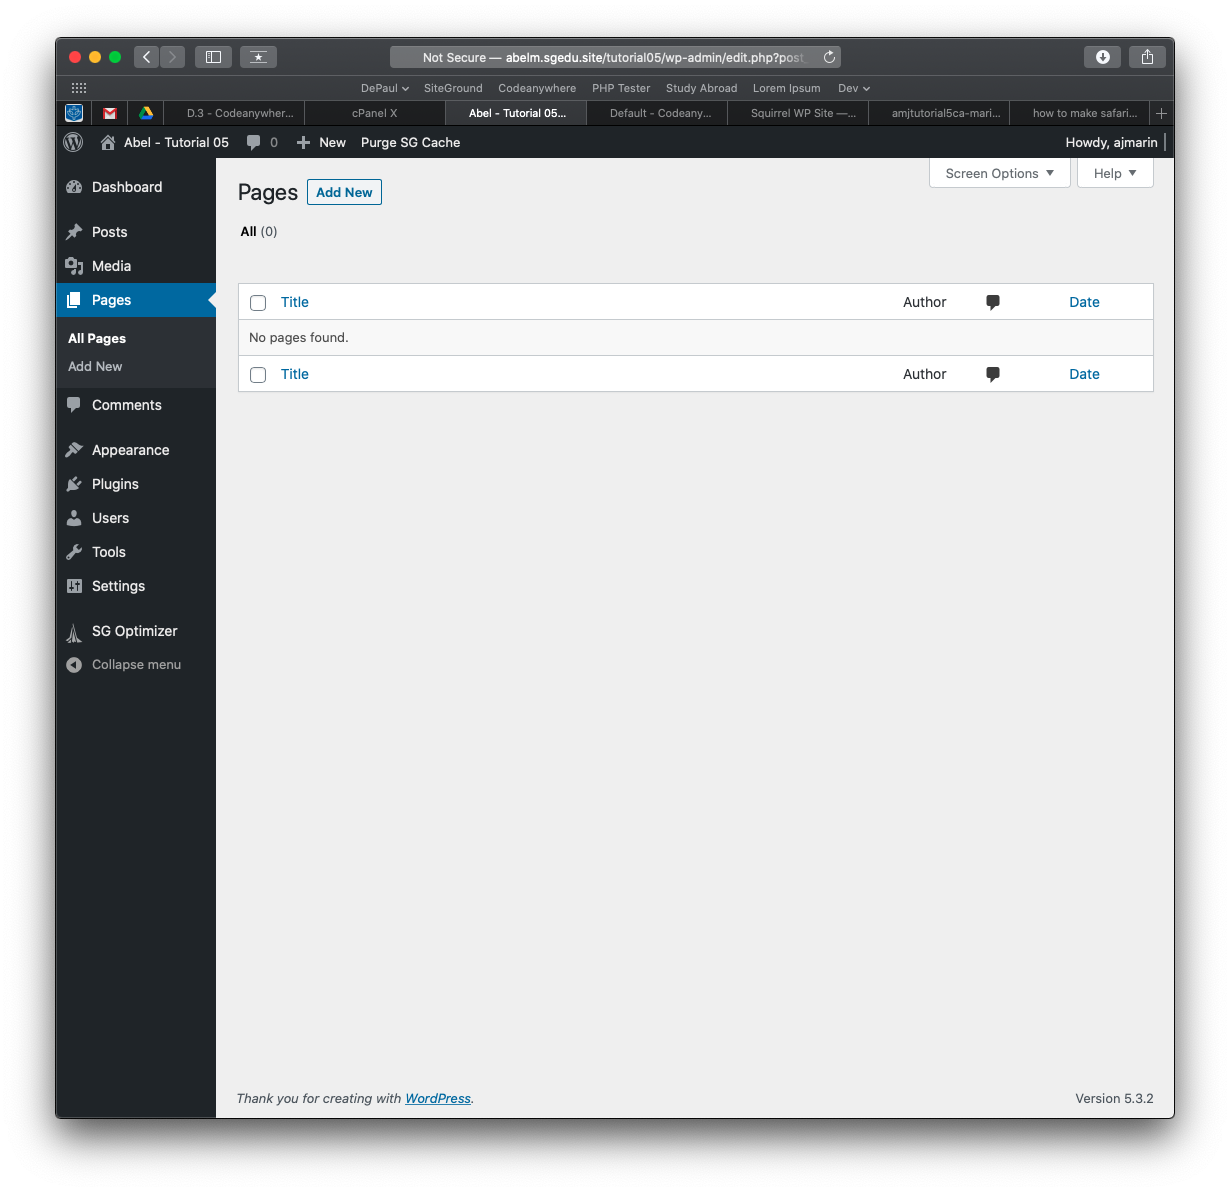 Not Secure — abelm.sgedu.site/tutorial05/wp-admin/edit.php?post_
DePaul SiteGround Codeanywhere PHP Tester Study Abroad Lorem Ipsum Dev
D.3 - Codeanywher... cPanel X Abel - Tutorial 05... Default - Codeany... Squirrel WP Site —... amjtutorial5ca-mari... how to make safari...
Abel - Tutorial 05 0 New Purge SG Cache Howdy, ajmarin
Screen Options Help
Dashboard
Posts
Media
Pages
All Pages
Add New
Comments
Appearance
Plugins
Users
Tools
Settings
SG Optimizer
Collapse menu
Pages Add New
All (0)
Title Author Date
No pages found.
Title Author Date
Thank you for creating with WordPress. Version 5.3.2